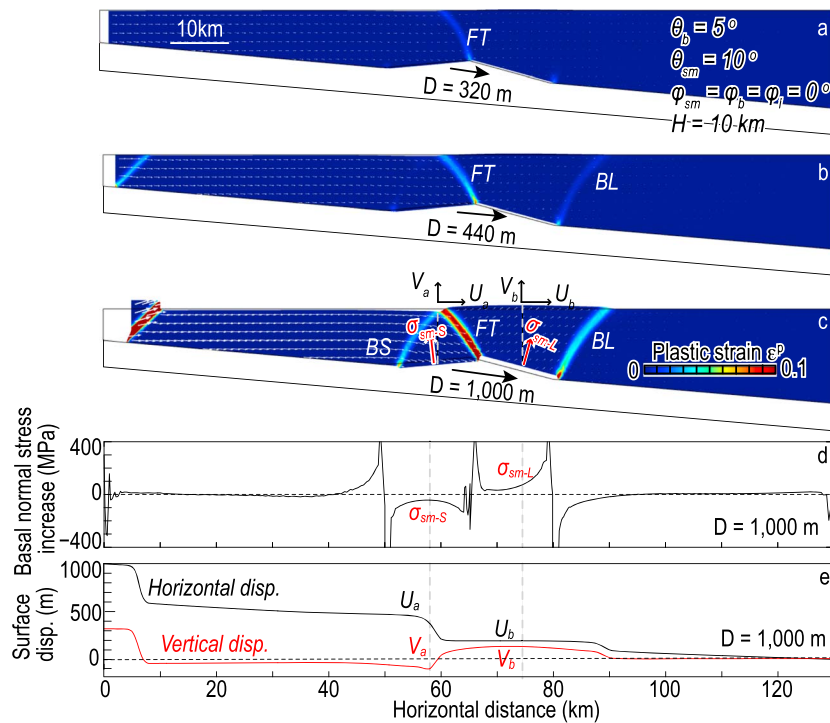 a
10km
FT
D = 320 m
θb = 5°
θsm = 10°
φsm = φb = φi = 0°
H = 10 km
b
FT
BL
D = 440 m
c
Va
Ua
Vb
Ub
σsm-S
σsm-L
BS
FT
BL
D = 1,000 m
Plastic strain εp
0
0.1
d
Basal normal stress
increase (MPa)
400
0
−400
σsm-L
σsm-S
D = 1,000 m
e
Surface
disp. (m)
1000
500
0
Horizontal disp.
Ua
Ub
Vertical disp.
Va
Vb
D = 1,000 m
0 20 40 60 80 100 120
Horizontal distance (km)